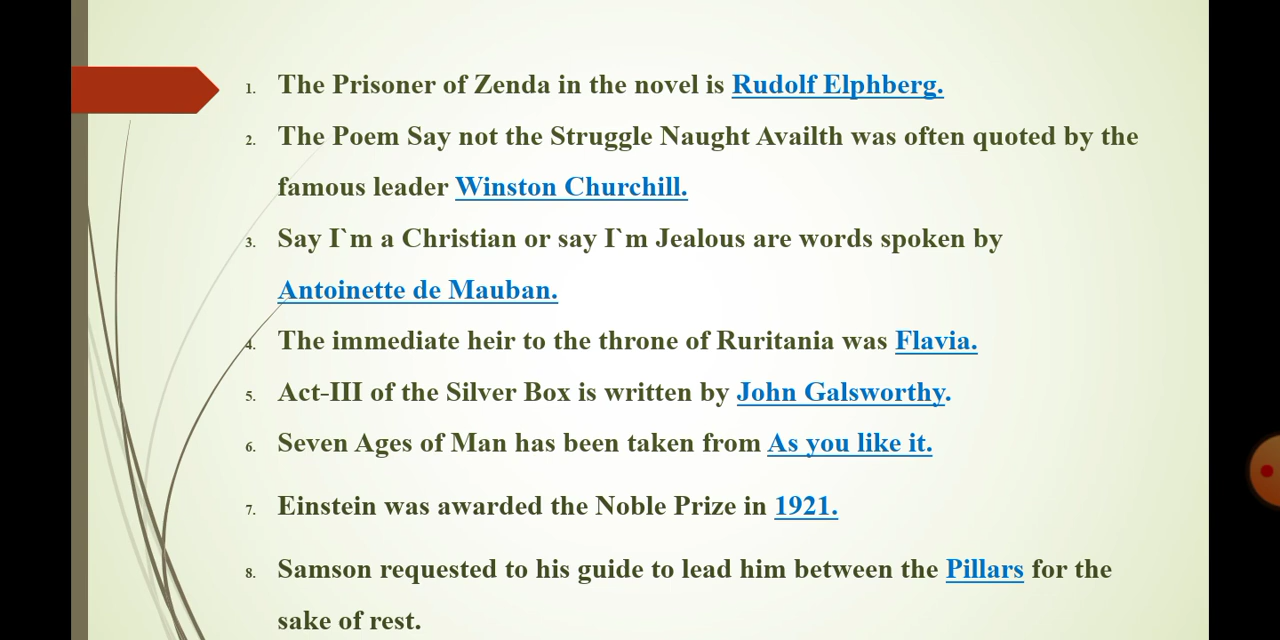 1. The Prisoner of Zenda in the novel is Rudolf Elphberg.
2. The Poem Say not the Struggle Naught Availth was often quoted by the
famous leader Winston Churchill.
3. Say I`m a Christian or say I`m Jealous are words spoken by
Antoinette de Mauban.
4. The immediate heir to the throne of Ruritania was Flavia.
5. Act-III of the Silver Box is written by John Galsworthy.
6. Seven Ages of Man has been taken from As you like it.
7. Einstein was awarded the Noble Prize in 1921.
8. Samson requested to his guide to lead him between the Pillars for the
sake of rest.